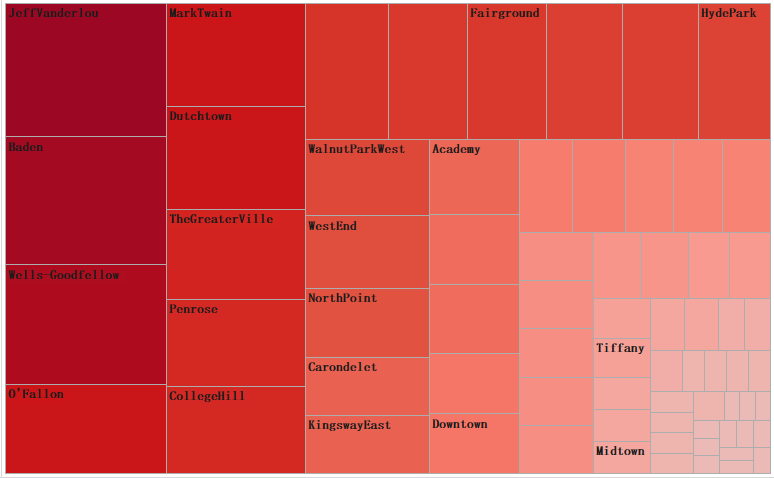 JeffVanderlou
Baden
Wells-Goodfellow
O'Fallon
MarkTwain
Dutchtown
TheGreaterVille
Penrose
CollegeHill
Fairground
HydePark
WalnutParkWest
WestEnd
NorthPoint
Carondelet
KingswayEast
Academy
Downtown
Tiffany
Midtown